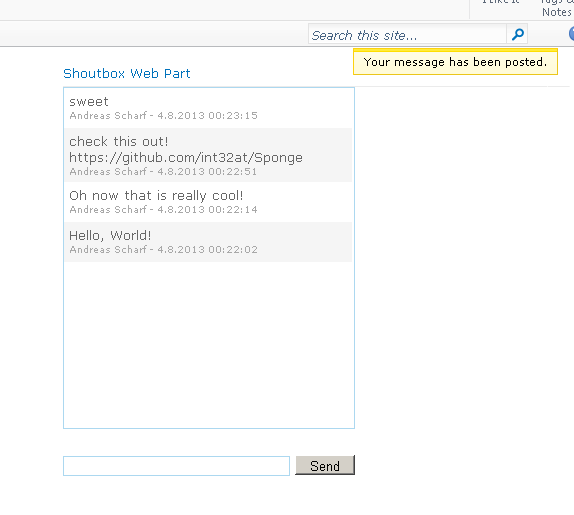 I Like It
Tags &
Notes
Search this site...
Your message has been posted.
Shoutbox Web Part
sweet
Andreas Scharf - 4.8.2013 00:23:15
check this out!
https://github.com/int32at/Sponge
Andreas Scharf - 4.8.2013 00:22:51
Oh now that is really cool!
Andreas Scharf - 4.8.2013 00:22:14
Hello, World!
Andreas Scharf - 4.8.2013 00:22:02
Send